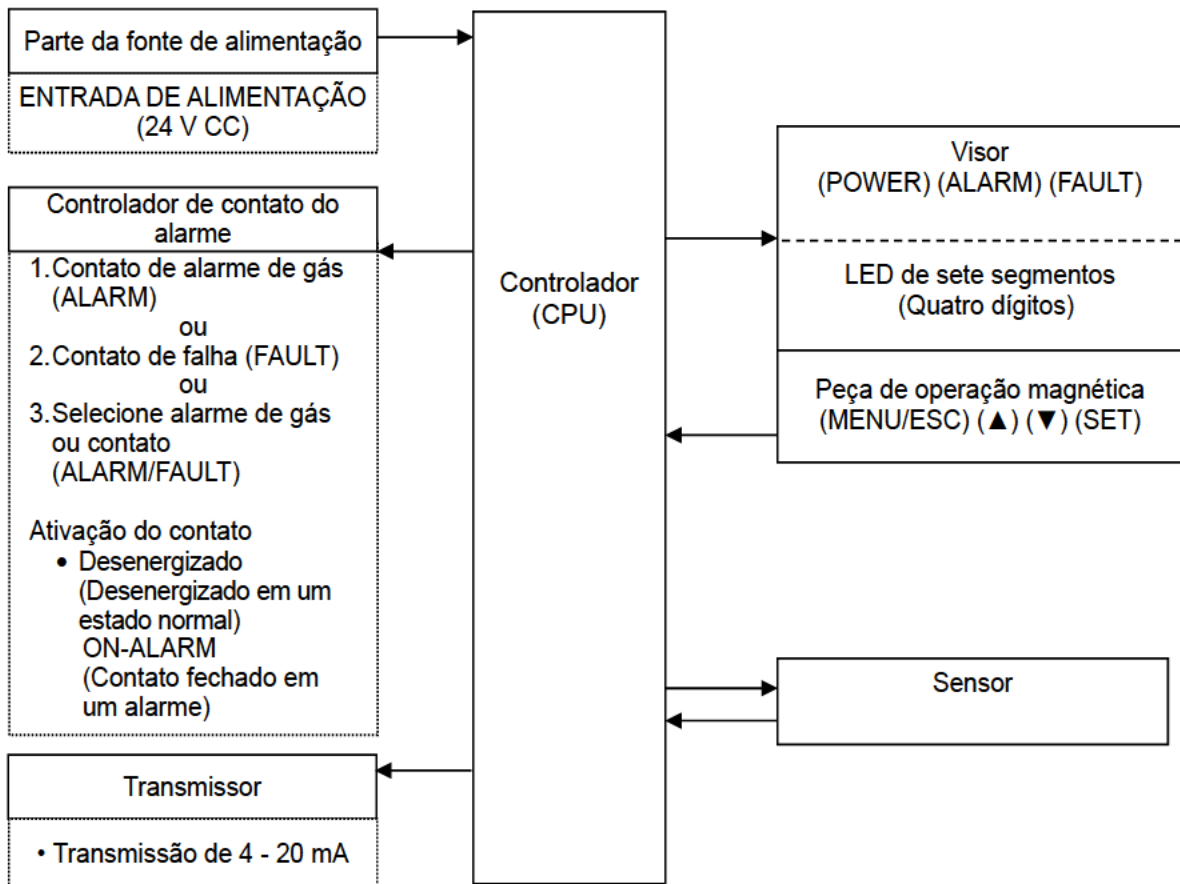 Parte da fonte de alimentação
ENTRADA DE ALIMENTAÇÃO
(24 V CC)
Controlador de contato do
alarme
1.Contato de alarme de gás
(ALARM)
ou
2.Contato de falha (FAULT)
ou
3.Selecione alarme de gás
ou contato
(ALARM/FAULT)
Ativação do contato
• Desenergizado
(Desenergizado em um
estado normal)
ON-ALARM
(Contato fechado em
um alarme)
Transmissor
• Transmissão de 4 - 20 mA
Controlador
(CPU)
Visor
(POWER) (ALARM) (FAULT)
LED de sete segmentos
(Quatro dígitos)
Peça de operação magnética
(MENU/ESC) (▲) (▼) (SET)
Sensor